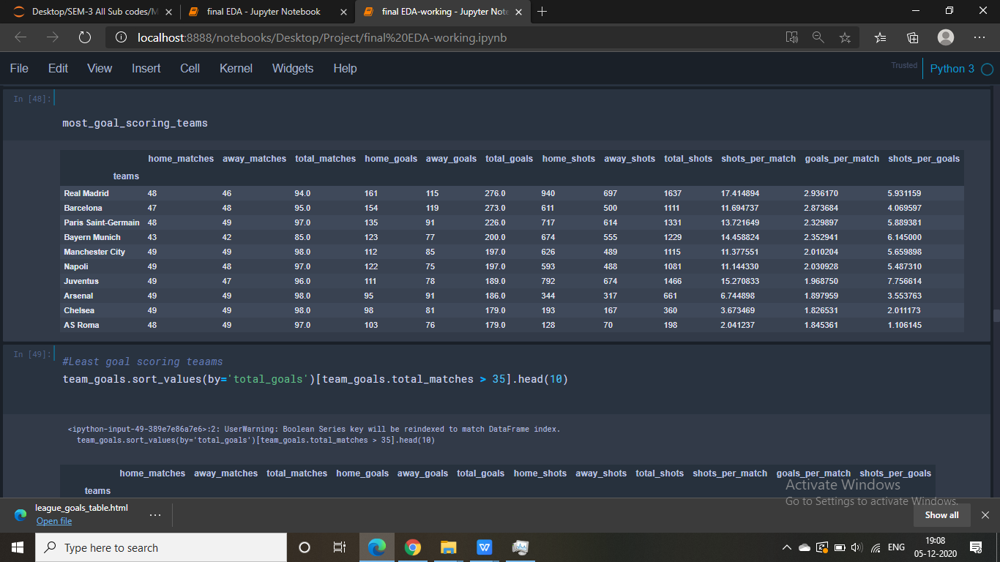 Desktop/SEM-3 All Sub codes/M
final EDA - Jupyter Notebook
final EDA-working - Jupyter Note
localhost:8888/notebooks/Desktop/Project/final%20EDA-working.ipynb
File Edit View Insert Cell Kernel Widgets Help Trusted Python 3
In [48]:
most_goal_scoring_teams
home_matches away_matches total_matches home_goals away_goals total_goals home_shots away_shots total_shots shots_per_match goals_per_match shots_per_goals
teams
Real Madrid 48 46 94.0 161 115 276.0 940 697 1637 17.414894 2.936170 5.931159
Barcelona 47 48 95.0 154 119 273.0 611 500 1111 11.694737 2.873684 4.069597
Paris Saint-Germain 48 49 97.0 135 91 226.0 717 614 1331 13.721649 2.329897 5.889381
Bayern Munich 43 42 85.0 123 77 200.0 674 555 1229 14.458824 2.352941 6.145000
Manchester City 49 49 98.0 112 85 197.0 626 489 1115 11.377551 2.010204 5.659898
Napoli 49 48 97.0 122 75 197.0 593 488 1081 11.144330 2.030928 5.487310
Juventus 49 47 96.0 111 78 189.0 792 674 1466 15.270833 1.968750 7.756614
Arsenal 49 49 98.0 95 91 186.0 344 317 661 6.744898 1.897959 3.553763
Chelsea 49 49 98.0 98 81 179.0 193 167 360 3.673469 1.826531 2.011173
AS Roma 48 49 97.0 103 76 179.0 128 70 198 2.041237 1.845361 1.106145
In [49]:
#Least goal scoring teaams
team_goals.sort_values(by='total_goals')[team_goals.total_matches > 35].head(10)
<ipython-input-49-389e7e86a7e6>:2: UserWarning: Boolean Series key will be reindexed to match DataFrame index.
team_goals.sort_values(by='total_goals')[team_goals.total_matches > 35].head(10)
home_matches away_matches total_matches home_goals away_goals total_goals home_shots away_shots total_shots shots_per_match goals_per_match shots_per_goals
teams
Activate Windows
Go to Settings to activate Windows.
league_goals_table.html
Open file
Show all
Type here to search
ENG
19:08
05-12-2020